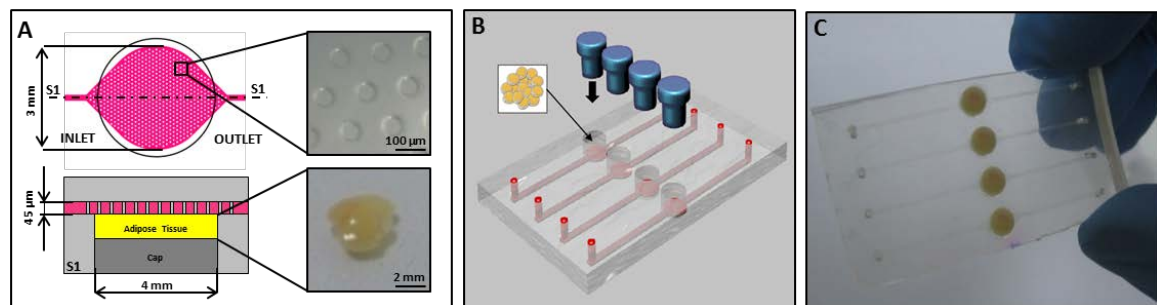 A
S1
S1
3 mm
INLET
OUTLET
100 µm
45 µm
Adipose Tissue
Cap
S1
4 mm
2 mm
B
C